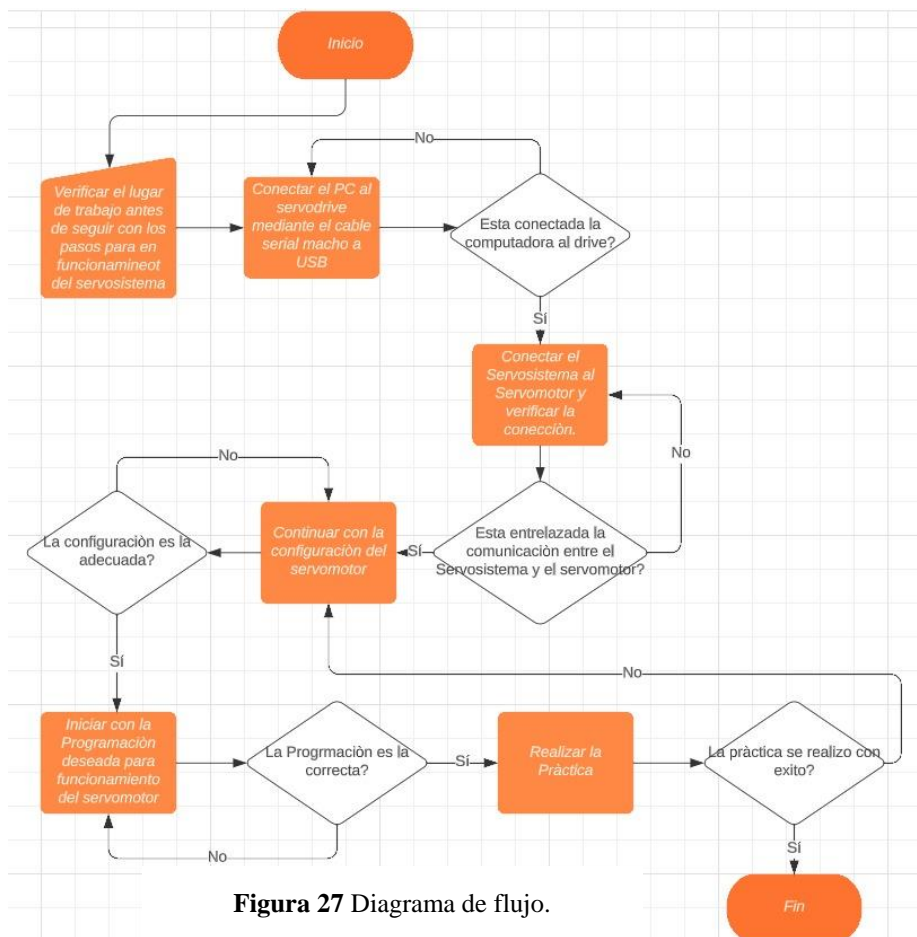 Inicio
No
Verificar el lugar
de trabajo antes
de seguir con los
pasos para en
funcionamineot
del servosistema
Conectar el PC al
servodrive
mediante el cable
serial macho a
USB
Esta conectada la
computadora al drive?
Sí
Conectar el
Servosistema al
Servomotor y
verificar la
conecciòn.
No
No
La configuraciòn es la
adecuada?
Continuar con la
configuraciòn del
servomotor
Sí
Esta entrelazada la
comunicaciòn entre el
Servosistema y el servomotor?
Sí
No
Iniciar con la
Programaciòn
deseada para
funcionamiento
del servomotor
La Progrmaciòn es la
correcta?
Sí
Realizar la
Pràctica
La pràctica se realizo con
exito?
No
Sí
Fin
Figura 27 Diagrama de flujo.